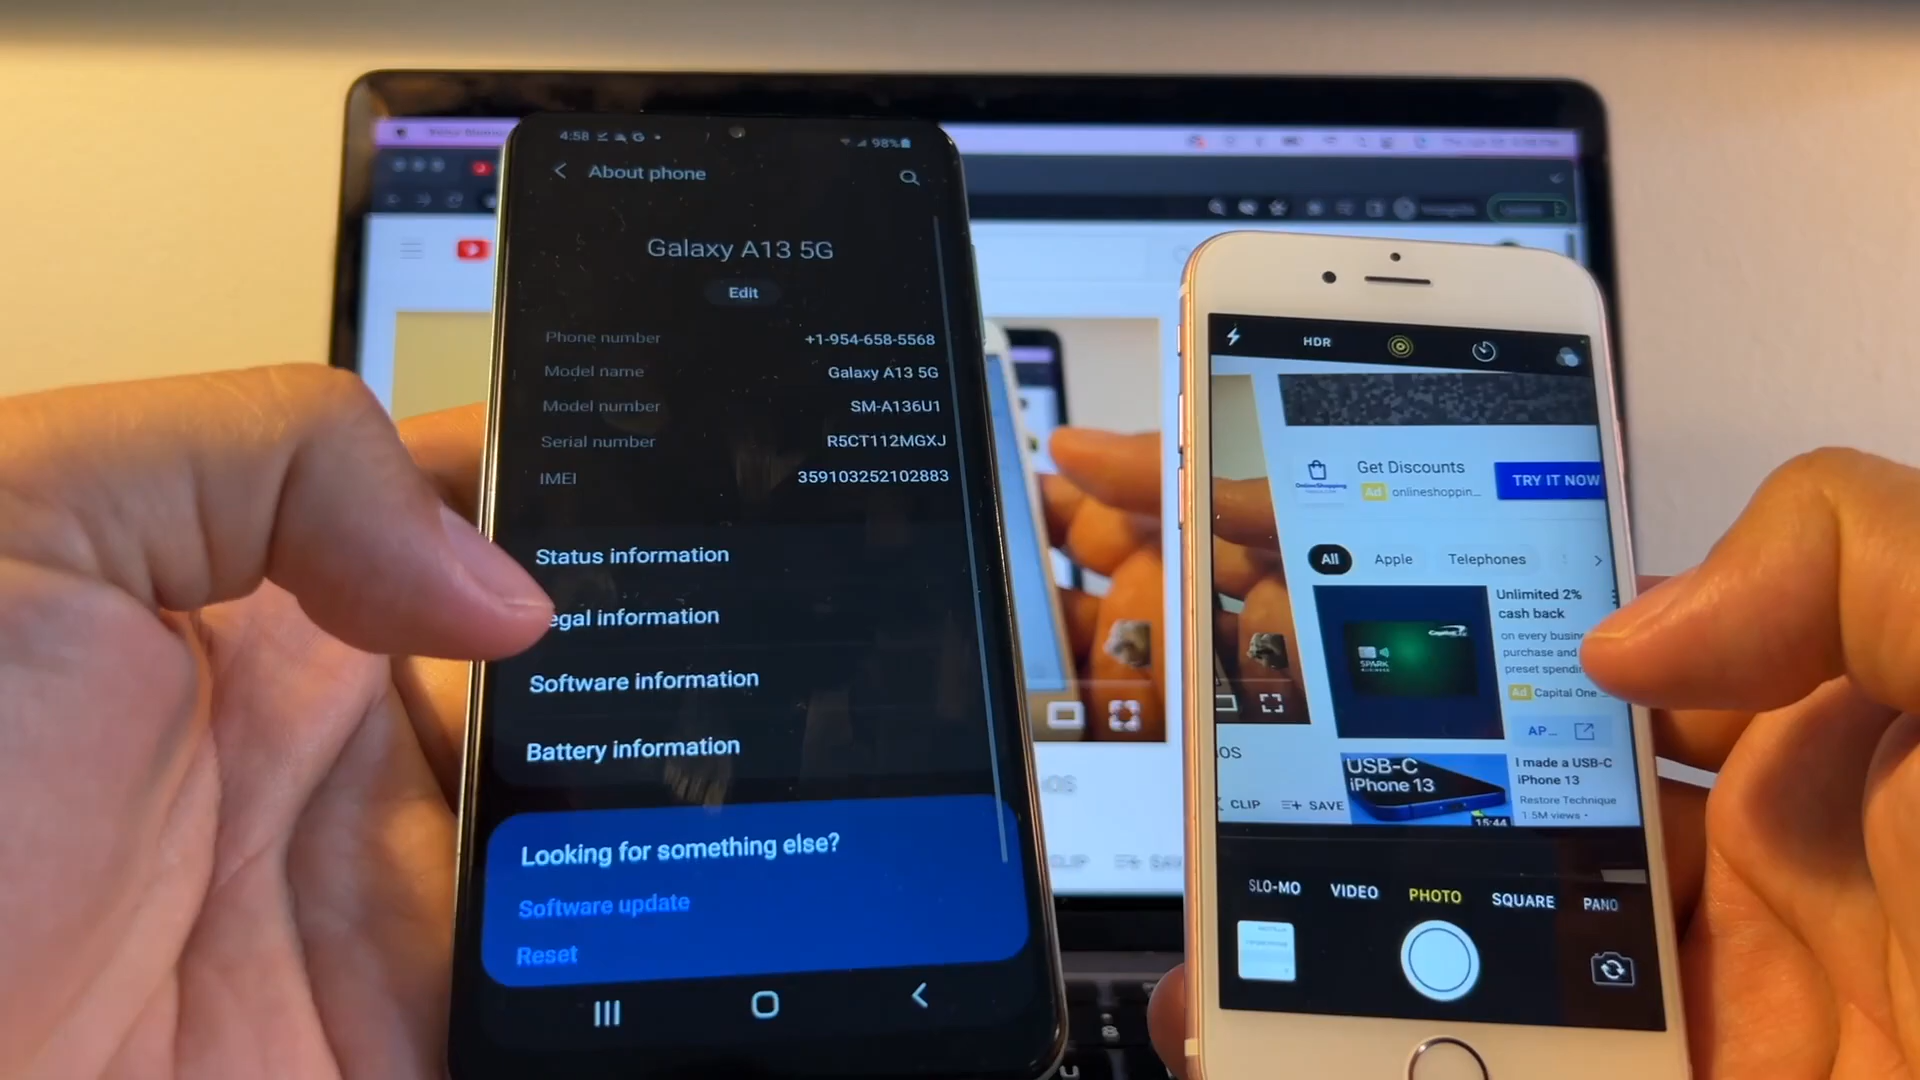 4:58
98%
About phone
Galaxy A13 5G
Edit
Phone number +1-954-658-5568
Model name Galaxy A13 5G
Model number SM-A136U1
Serial number R5CT112MGXJ
IMEI 359103252102883
Status information
egal information
Software information
Battery information
Looking for something else?
Software update
Reset
HDR
Get Discounts
TRY IT NOW
Ad onlineshoppin...
All Apple Telephones
Unlimited 2%
cash back
on every busine
purchase and
preset spendin
Ad Capital One ...
AP...
SPARK
OS
USB-C
iPhone 13
I made a USB-C
iPhone 13
Restore Technique
1.5M views •
15:44
CLIP SAVE
SLO-MO VIDEO PHOTO SQUARE PANO